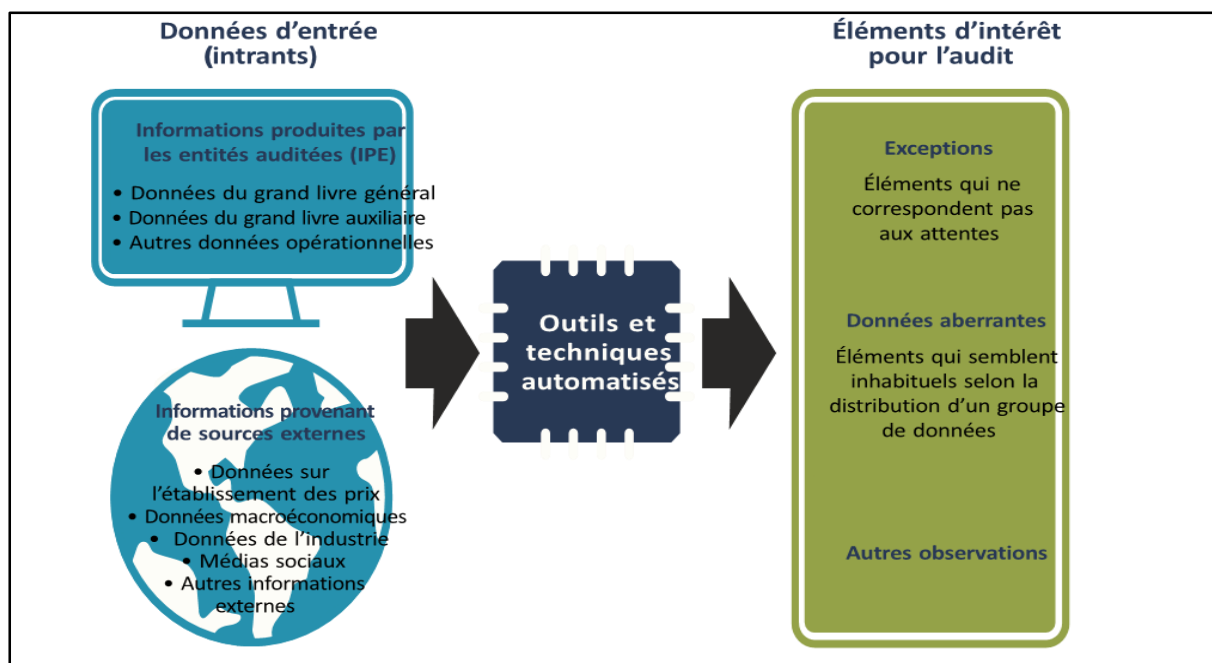 Données d’entrée
(intrants)
Informations produites par
les entités auditées (IPE)
• Données du grand livre général
• Données du grand livre auxiliaire
• Autres données opérationnelles
Informations provenant
de sources externes
• Données sur
l’établissement des prix
• Données macroéconomiques
• Données de l’industrie
• Médias sociaux
• Autres informations
externes
Outils et
techniques
automatisés
Éléments d’intérêt
pour l’audit
Exceptions
Éléments qui ne
correspondent pas
aux attentes
Données aberrantes
Éléments qui semblent
inhabituels selon la
distribution d’un groupe
de données
Autres observations